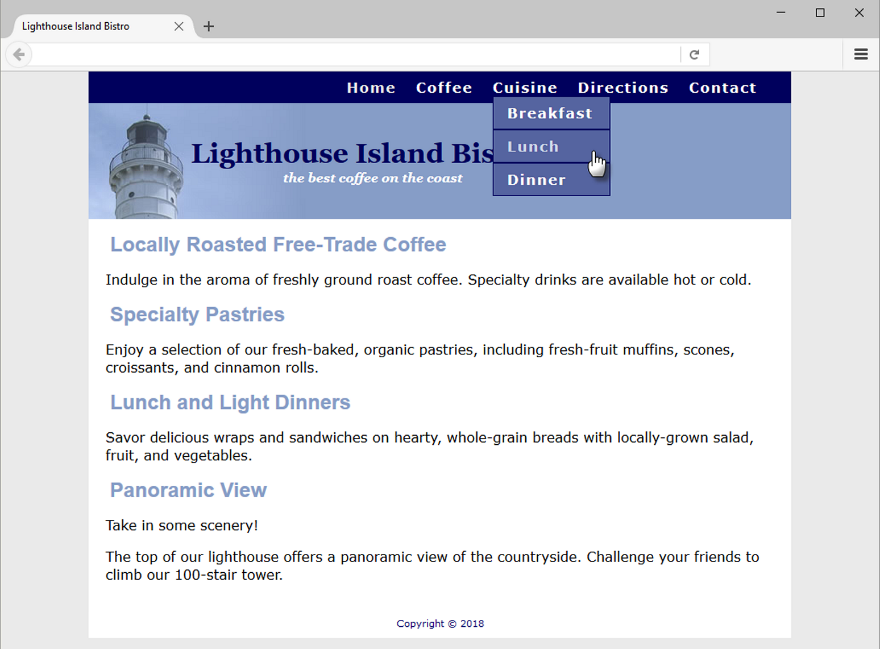 Lighthouse Island Bistro
Home Coffee Cuisine Directions Contact
Breakfast
Lunch
Dinner
Lighthouse Island Bis
the best coffee on the coast
Locally Roasted Free-Trade Coffee
Indulge in the aroma of freshly ground roast coffee. Specialty drinks are available hot or cold.
Specialty Pastries
Enjoy a selection of our fresh-baked, organic pastries, including fresh-fruit muffins, scones,
croissants, and cinnamon rolls.
Lunch and Light Dinners
Savor delicious wraps and sandwiches on hearty, whole-grain breads with locally-grown salad,
fruit, and vegetables.
Panoramic View
Take in some scenery!
The top of our lighthouse offers a panoramic view of the countryside. Challenge your friends to
climb our 100-stair tower.
Copyright © 2018